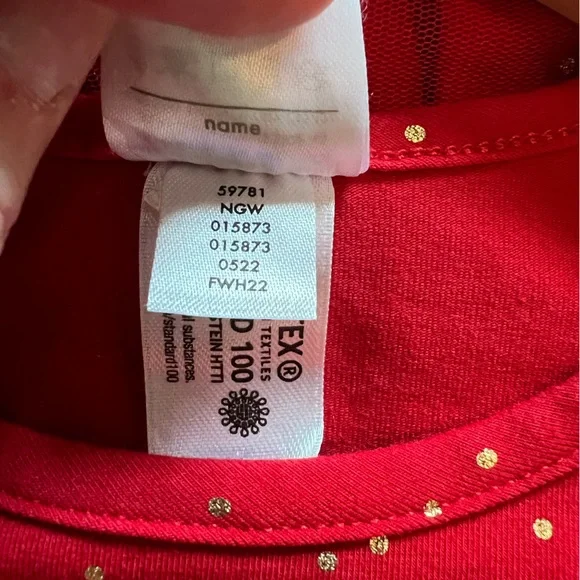 name
59781
NGW
015873
015873
0522
FWH22
TEX®
TEXTILES
D 100
STEIN HTTI
substances.
/standard100